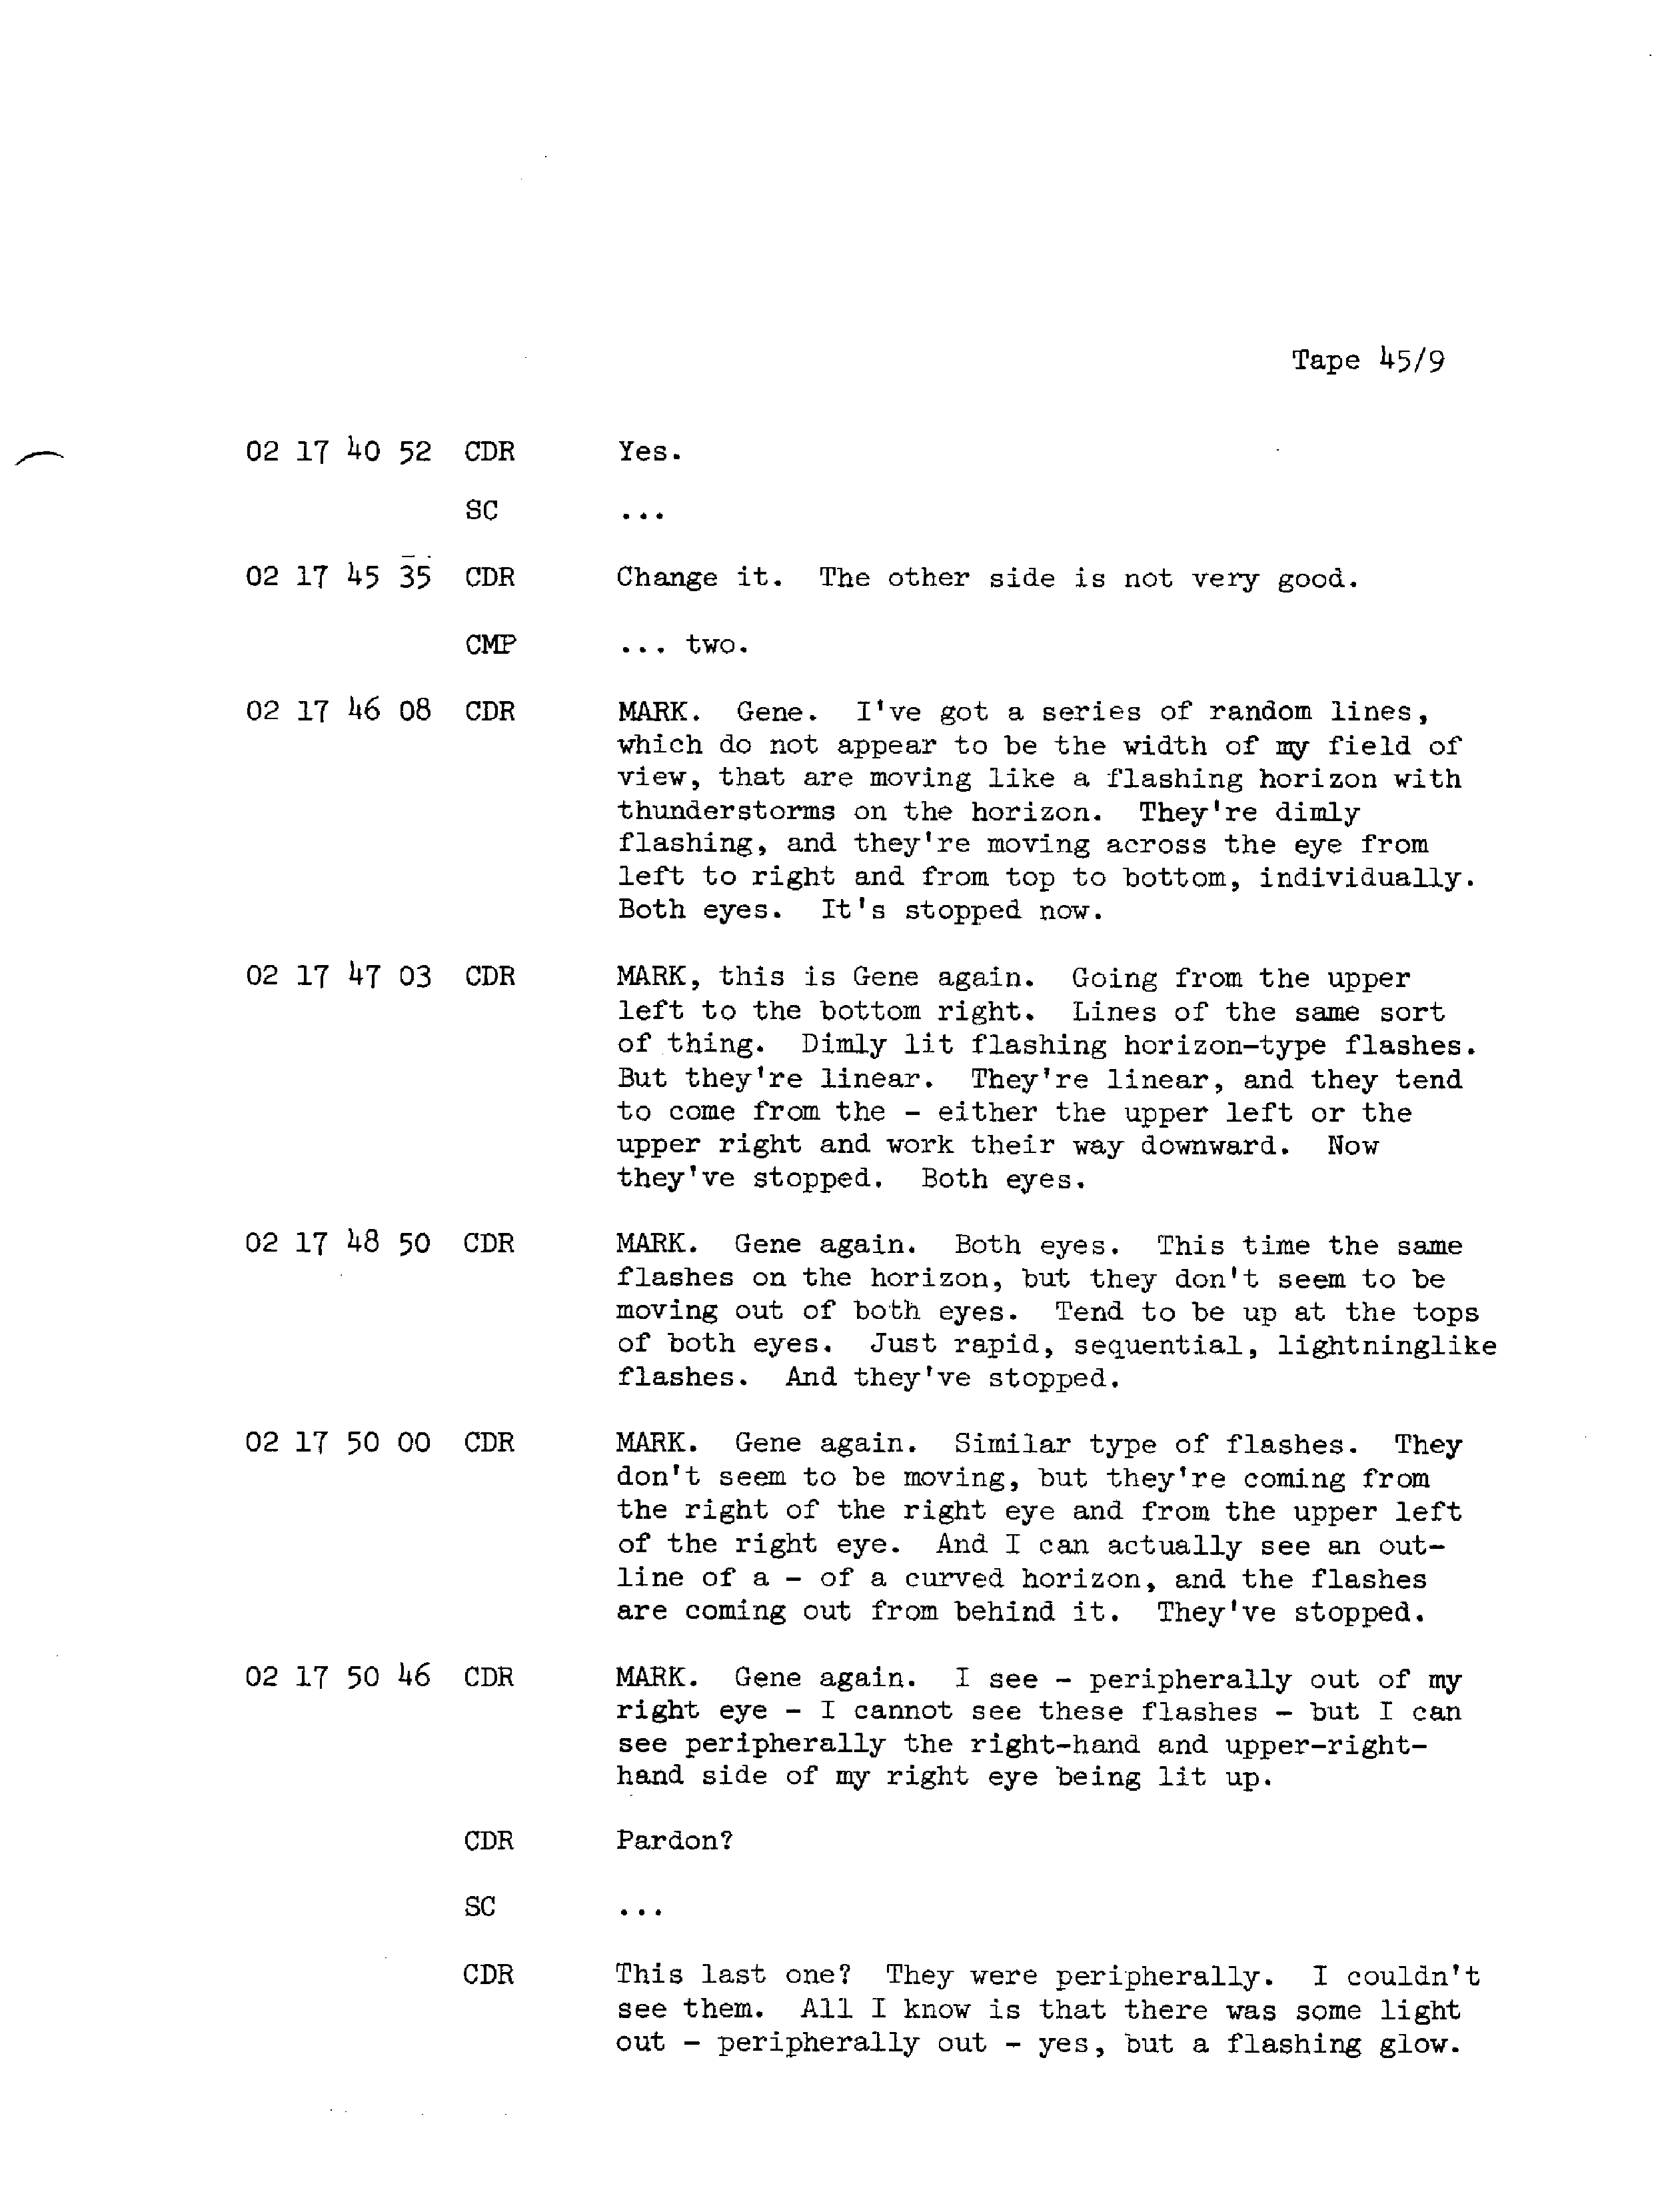 Tape 45/9
02 17 40 52 CDR Yes.
SC ...
02 17 45 35 CDR Change it. The other side is not very good.
CMP ... two.
02 17 46 08 CDR MARK. Gene. I've got a series of random lines,
which do not appear to be the width of my field of
view, that are moving like a flashing horizon with
thunderstorms on the horizon. They're dimly
flashing, and they're moving across the eye from
left to right and from top to bottom, individually.
Both eyes. It's stopped now.
02 17 47 03 CDR MARK, this is Gene again. Going from the upper
left to the bottom right. Lines of the same sort
of thing. Dimly lit flashing horizon-type flashes.
But they're linear. They're linear, and they tend
to come from the - either the upper left or the
upper right and work their way downward. Now
they've stopped. Both eyes.
02 17 48 50 CDR MARK. Gene again. Both eyes. This time the same
flashes on the horizon, but they don't seem to be
moving out of both eyes. Tend to be up at the tops
of both eyes. Just rapid, sequential, lightninglike
flashes. And they've stopped.
02 17 50 00 CDR MARK. Gene again. Similar type of flashes. They
don't seem to be moving, but they're coming from
the right of the right eye and from the upper left
of the right eye. And I can actually see an out-
line of a - of a curved horizon, and the flashes
are coming out from behind it. They've stopped.
02 17 50 46 CDR MARK. Gene again. I see - peripherally out of my
right eye - I cannot see these flashes - but I can
see peripherally the right-hand and upper-right-
hand side of my right eye being lit up.
CDR Pardon?
SC ...
CDR This last one? They were peripherally. I couldn't
see them. All I know is that there was some light
out - peripherally out - yes, but a flashing glow.